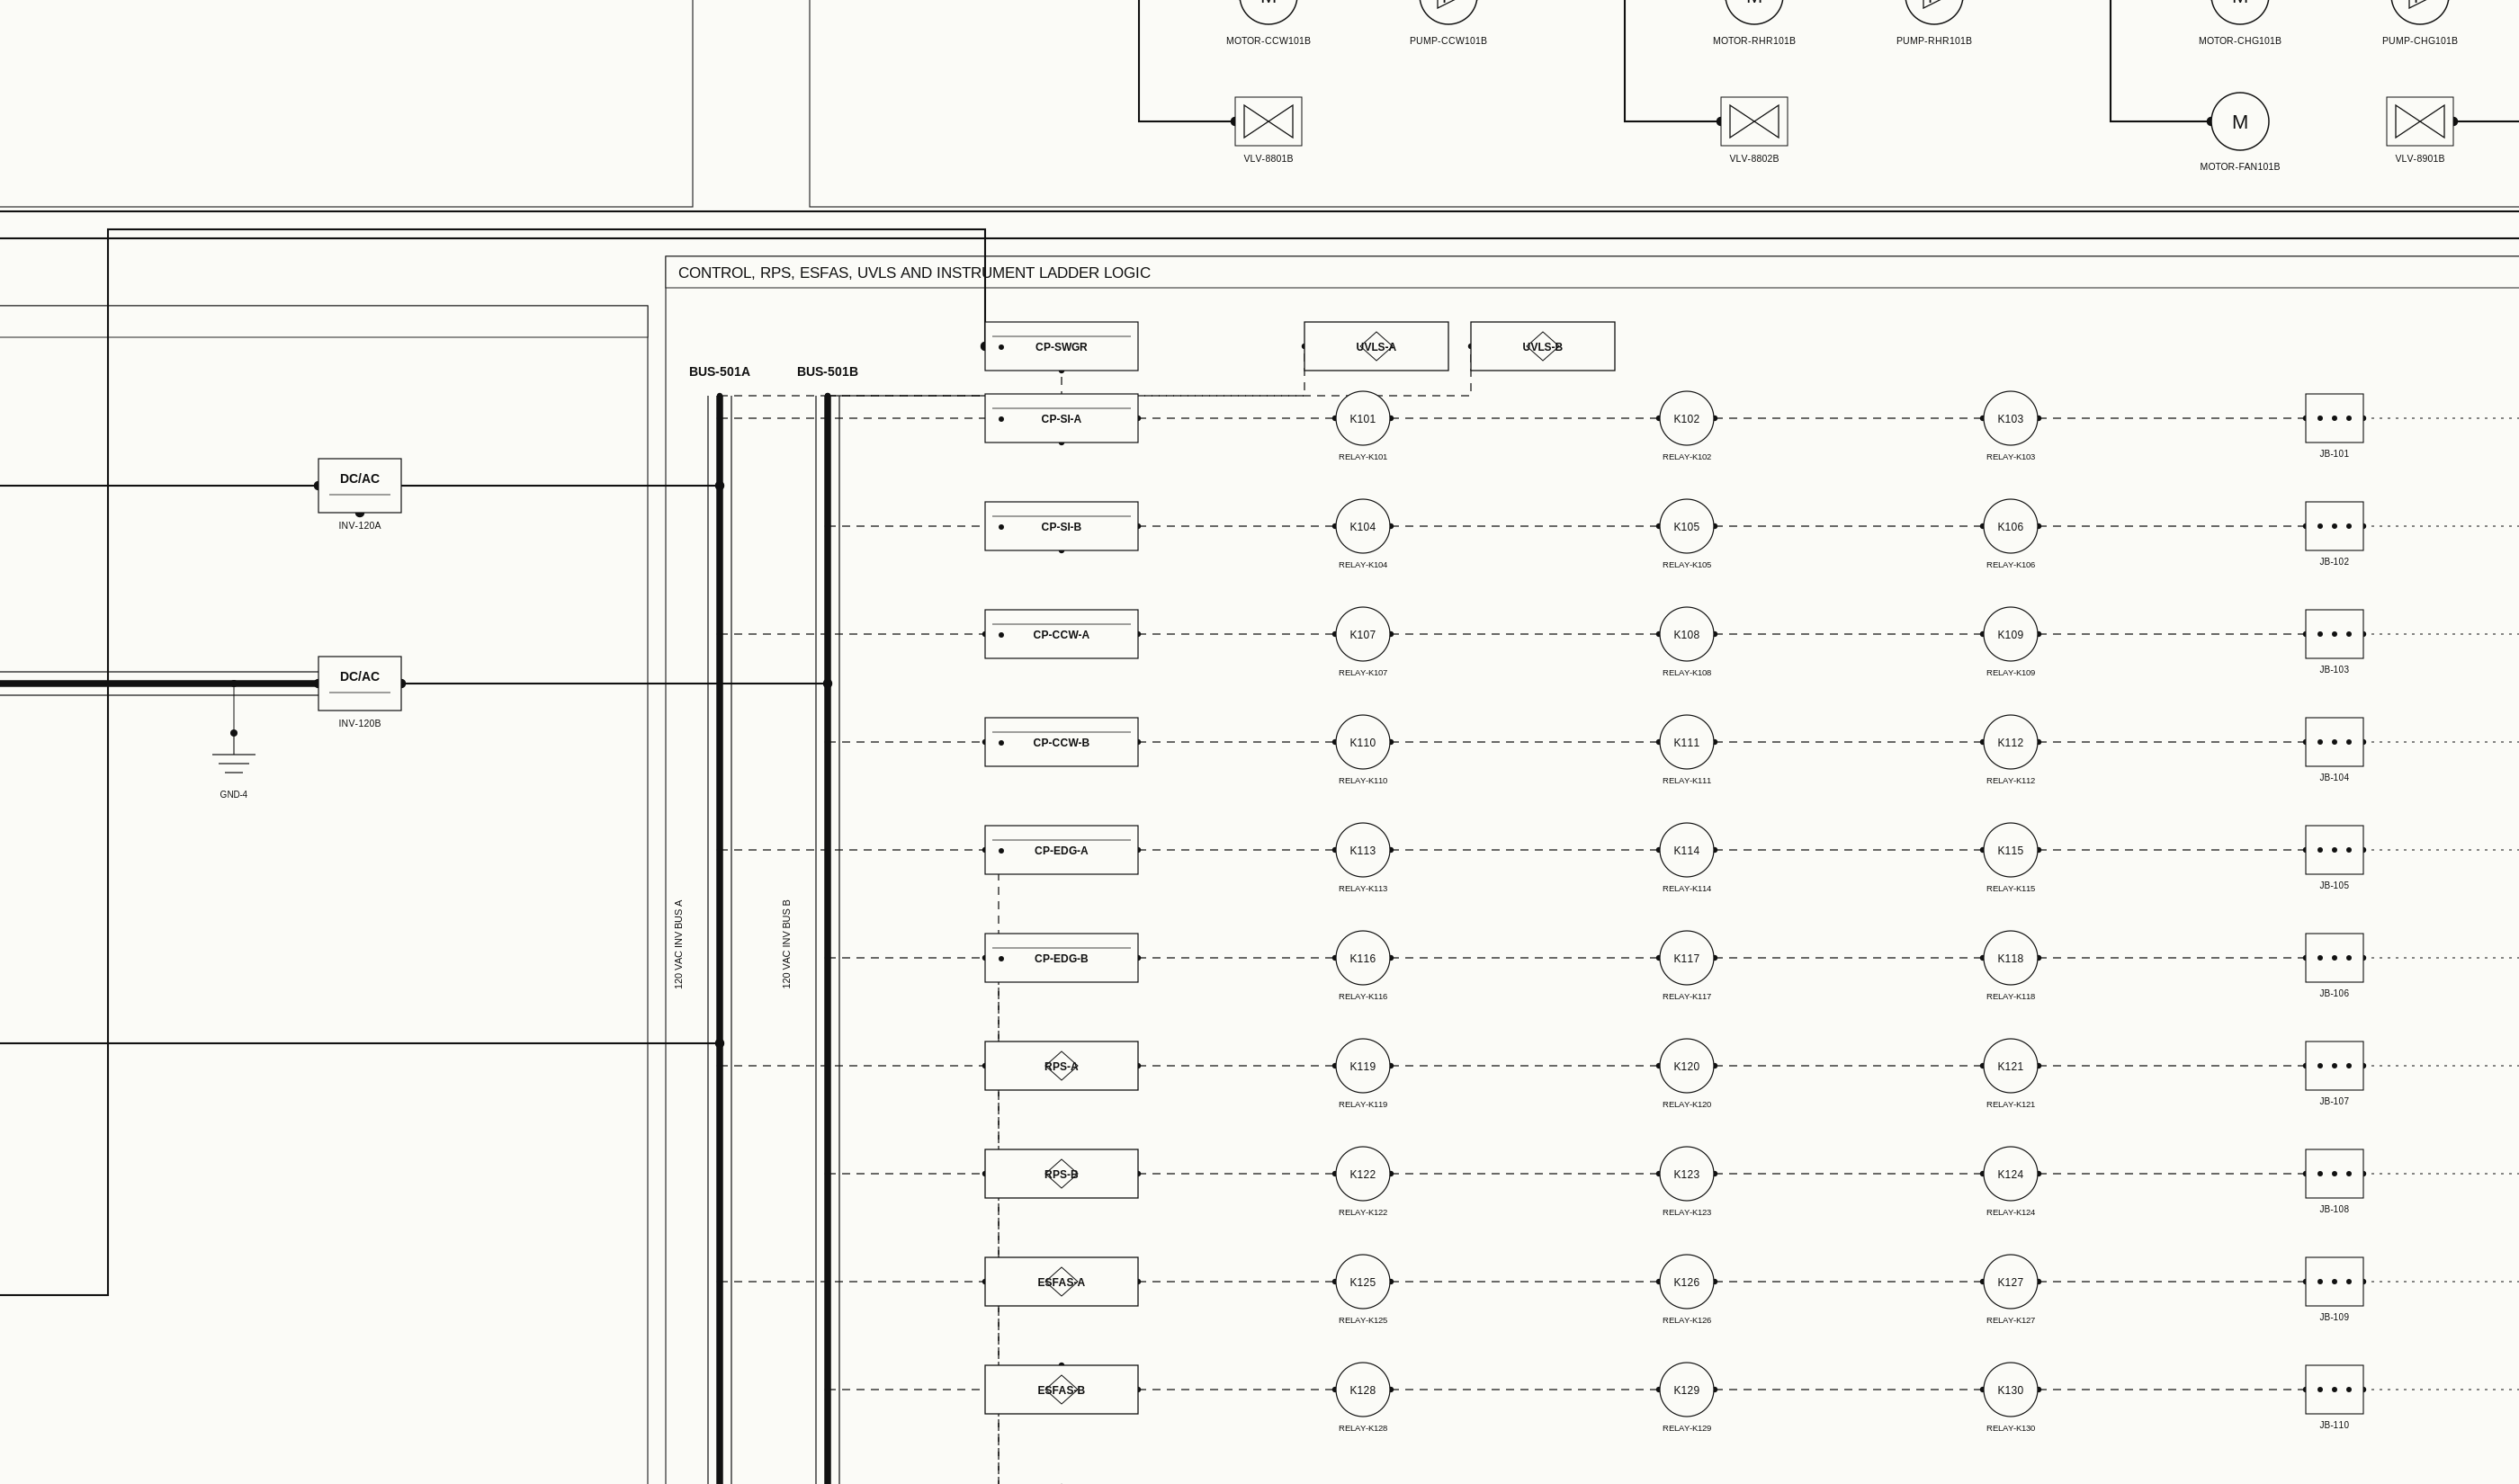 M
M
M
MOTOR-CCW101B
PUMP-CCW101B
MOTOR-RHR101B
PUMP-RHR101B
MOTOR-CHG101B
PUMP-CHG101B
M
VLV-8801B
VLV-8802B
MOTOR-FAN101B
VLV-8901B
CONTROL, RPS, ESFAS, UVLS AND INSTRUMENT LADDER LOGIC
CP-SWGR
UVLS-A
UVLS-B
BUS-501A
BUS-501B
CP-SI-A
K101
K102
K103
RELAY-K101
RELAY-K102
RELAY-K103
JB-101
DC/AC
INV-120A
CP-SI-B
K104
K105
K106
RELAY-K104
RELAY-K105
RELAY-K106
JB-102
CP-CCW-A
K107
K108
K109
RELAY-K107
RELAY-K108
RELAY-K109
JB-103
DC/AC
INV-120B
CP-CCW-B
K110
K111
K112
RELAY-K110
RELAY-K111
RELAY-K112
JB-104
GND-4
CP-EDG-A
K113
K114
K115
RELAY-K113
RELAY-K114
RELAY-K115
JB-105
120 VAC INV BUS A
120 VAC INV BUS B
CP-EDG-B
K116
K117
K118
RELAY-K116
RELAY-K117
RELAY-K118
JB-106
RPS-A
K119
K120
K121
RELAY-K119
RELAY-K120
RELAY-K121
JB-107
RPS-B
K122
K123
K124
RELAY-K122
RELAY-K123
RELAY-K124
JB-108
ESFAS-A
K125
K126
K127
RELAY-K125
RELAY-K126
RELAY-K127
JB-109
ESFAS-B
K128
K129
K130
RELAY-K128
RELAY-K129
RELAY-K130
JB-110